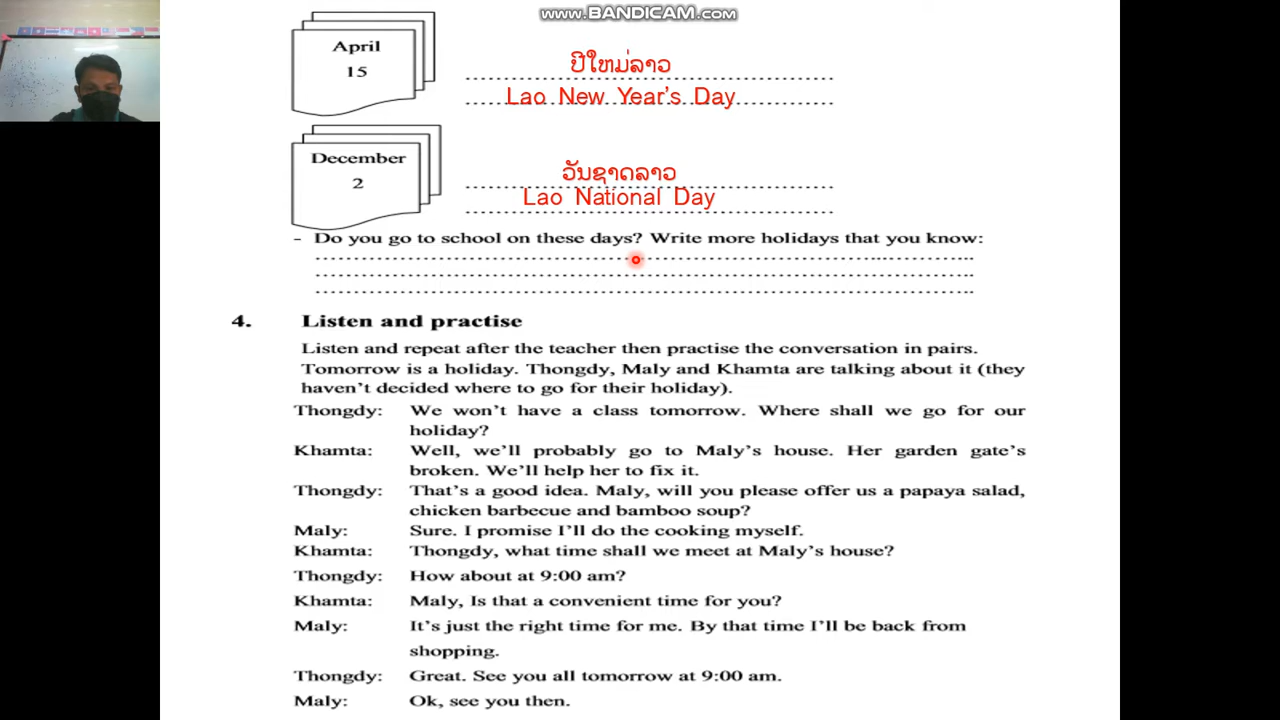 www.BANDICAM.com
April
15
ປີໃຫມ່ລາວ
Lao New Year's Day
December
2
ວັນຊາດລາວ
Lao National Day
- Do you go to school on these days? Write more holidays that you know:
4. Listen and practise
Listen and repeat after the teacher then practise the conversation in pairs.
Tomorrow is a holiday. Thongdy, Maly and Khamta are talking about it (they
haven't decided where to go for their holiday).
Thongdy: We won't have a class tomorrow. Where shall we go for our
holiday?
Khamta: Well, we'll probably go to Maly's house. Her garden gate's
broken. We'll help her to fix it.
Thongdy: That's a good idea. Maly, will you please offer us a papaya salad,
chicken barbecue and bamboo soup?
Maly: Sure. I promise I'll do the cooking myself.
Khamta: Thongdy, what time shall we meet at Maly's house?
Thongdy: How about at 9:00 am?
Khamta: Maly, Is that a convenient time for you?
Maly: It's just the right time for me. By that time I'll be back from
shopping.
Thongdy: Great. See you all tomorrow at 9:00 am.
Maly: Ok, see you then.